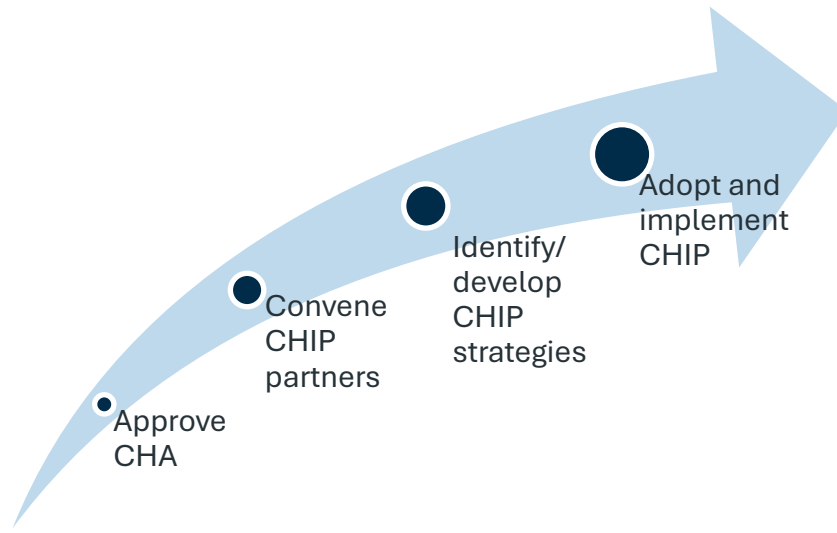 Approve
CHA
Convene
CHIP
partners
Identify/
develop
CHIP
strategies
Adopt and
implement
CHIP